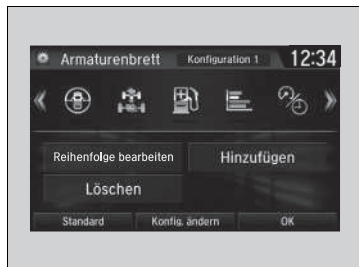 Armaturenbrett Konfiguration 1 12:34
Reihenfolge bearbeiten Hinzufügen
Löschen
Standard Konfig. ändern OK